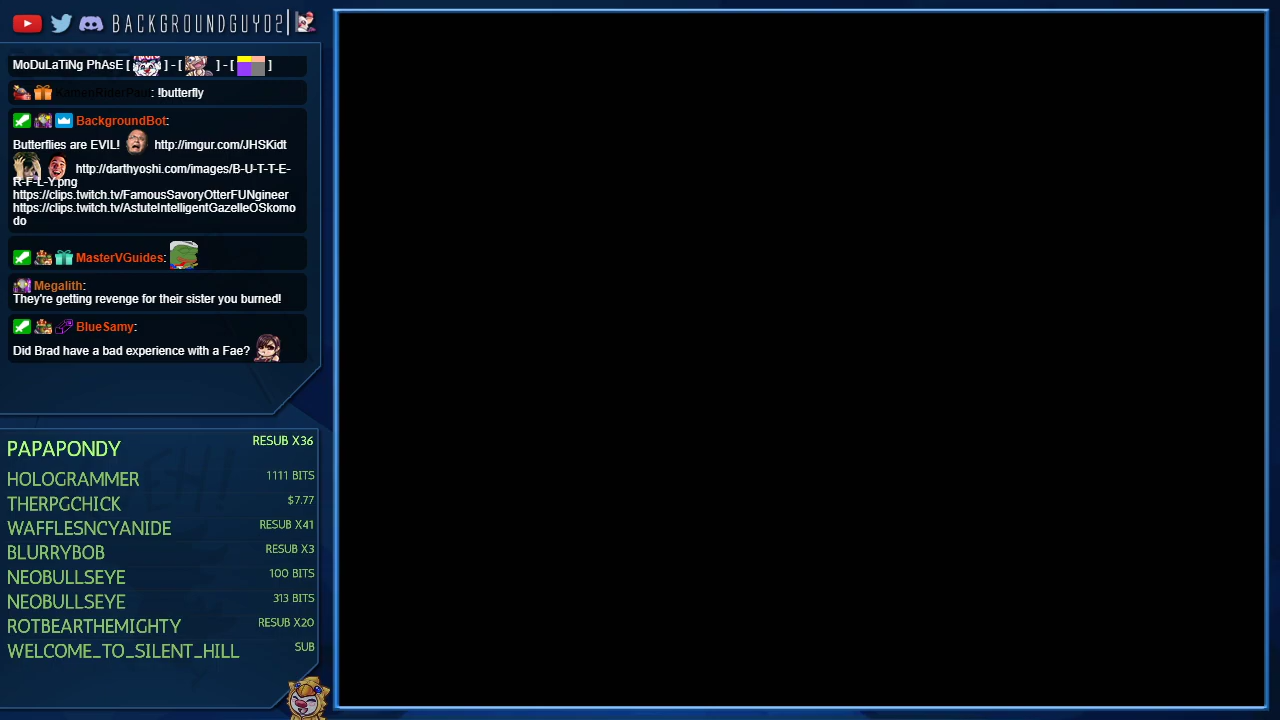 BACKGROUNDGUY02
MoDuLaTiNg PhAsE [ ] - [ ] - [ ]
: !butterfly
BackgroundBot:
Butterflies are EVIL! http://imgur.com/JHSKidt
http://darthyoshi.com/images/B-U-T-T-E-
R-F-L-Y.png
https://clips.twitch.tv/FamousSavoryOtterFUNgineer
https://clips.twitch.tv/AstuteIntelligentGazelleOSkomo
do
MasterVGuides:
Megalith:
They're getting revenge for their sister you burned!
BlueSamy:
Did Brad have a bad experience with a Fae?
PAPAPONDY RESUB X36
HOLOGRAMMER 1111 BITS
THERPGCHICK $7.77
WAFFLESNCYANIDE RESUB X41
BLURRYBOB RESUB X3
NEOBULLSEYE 100 BITS
NEOBULLSEYE 313 BITS
ROTBEARTHEMIGHTY RESUB X20
WELCOME_TO_SILENT_HILL SUB